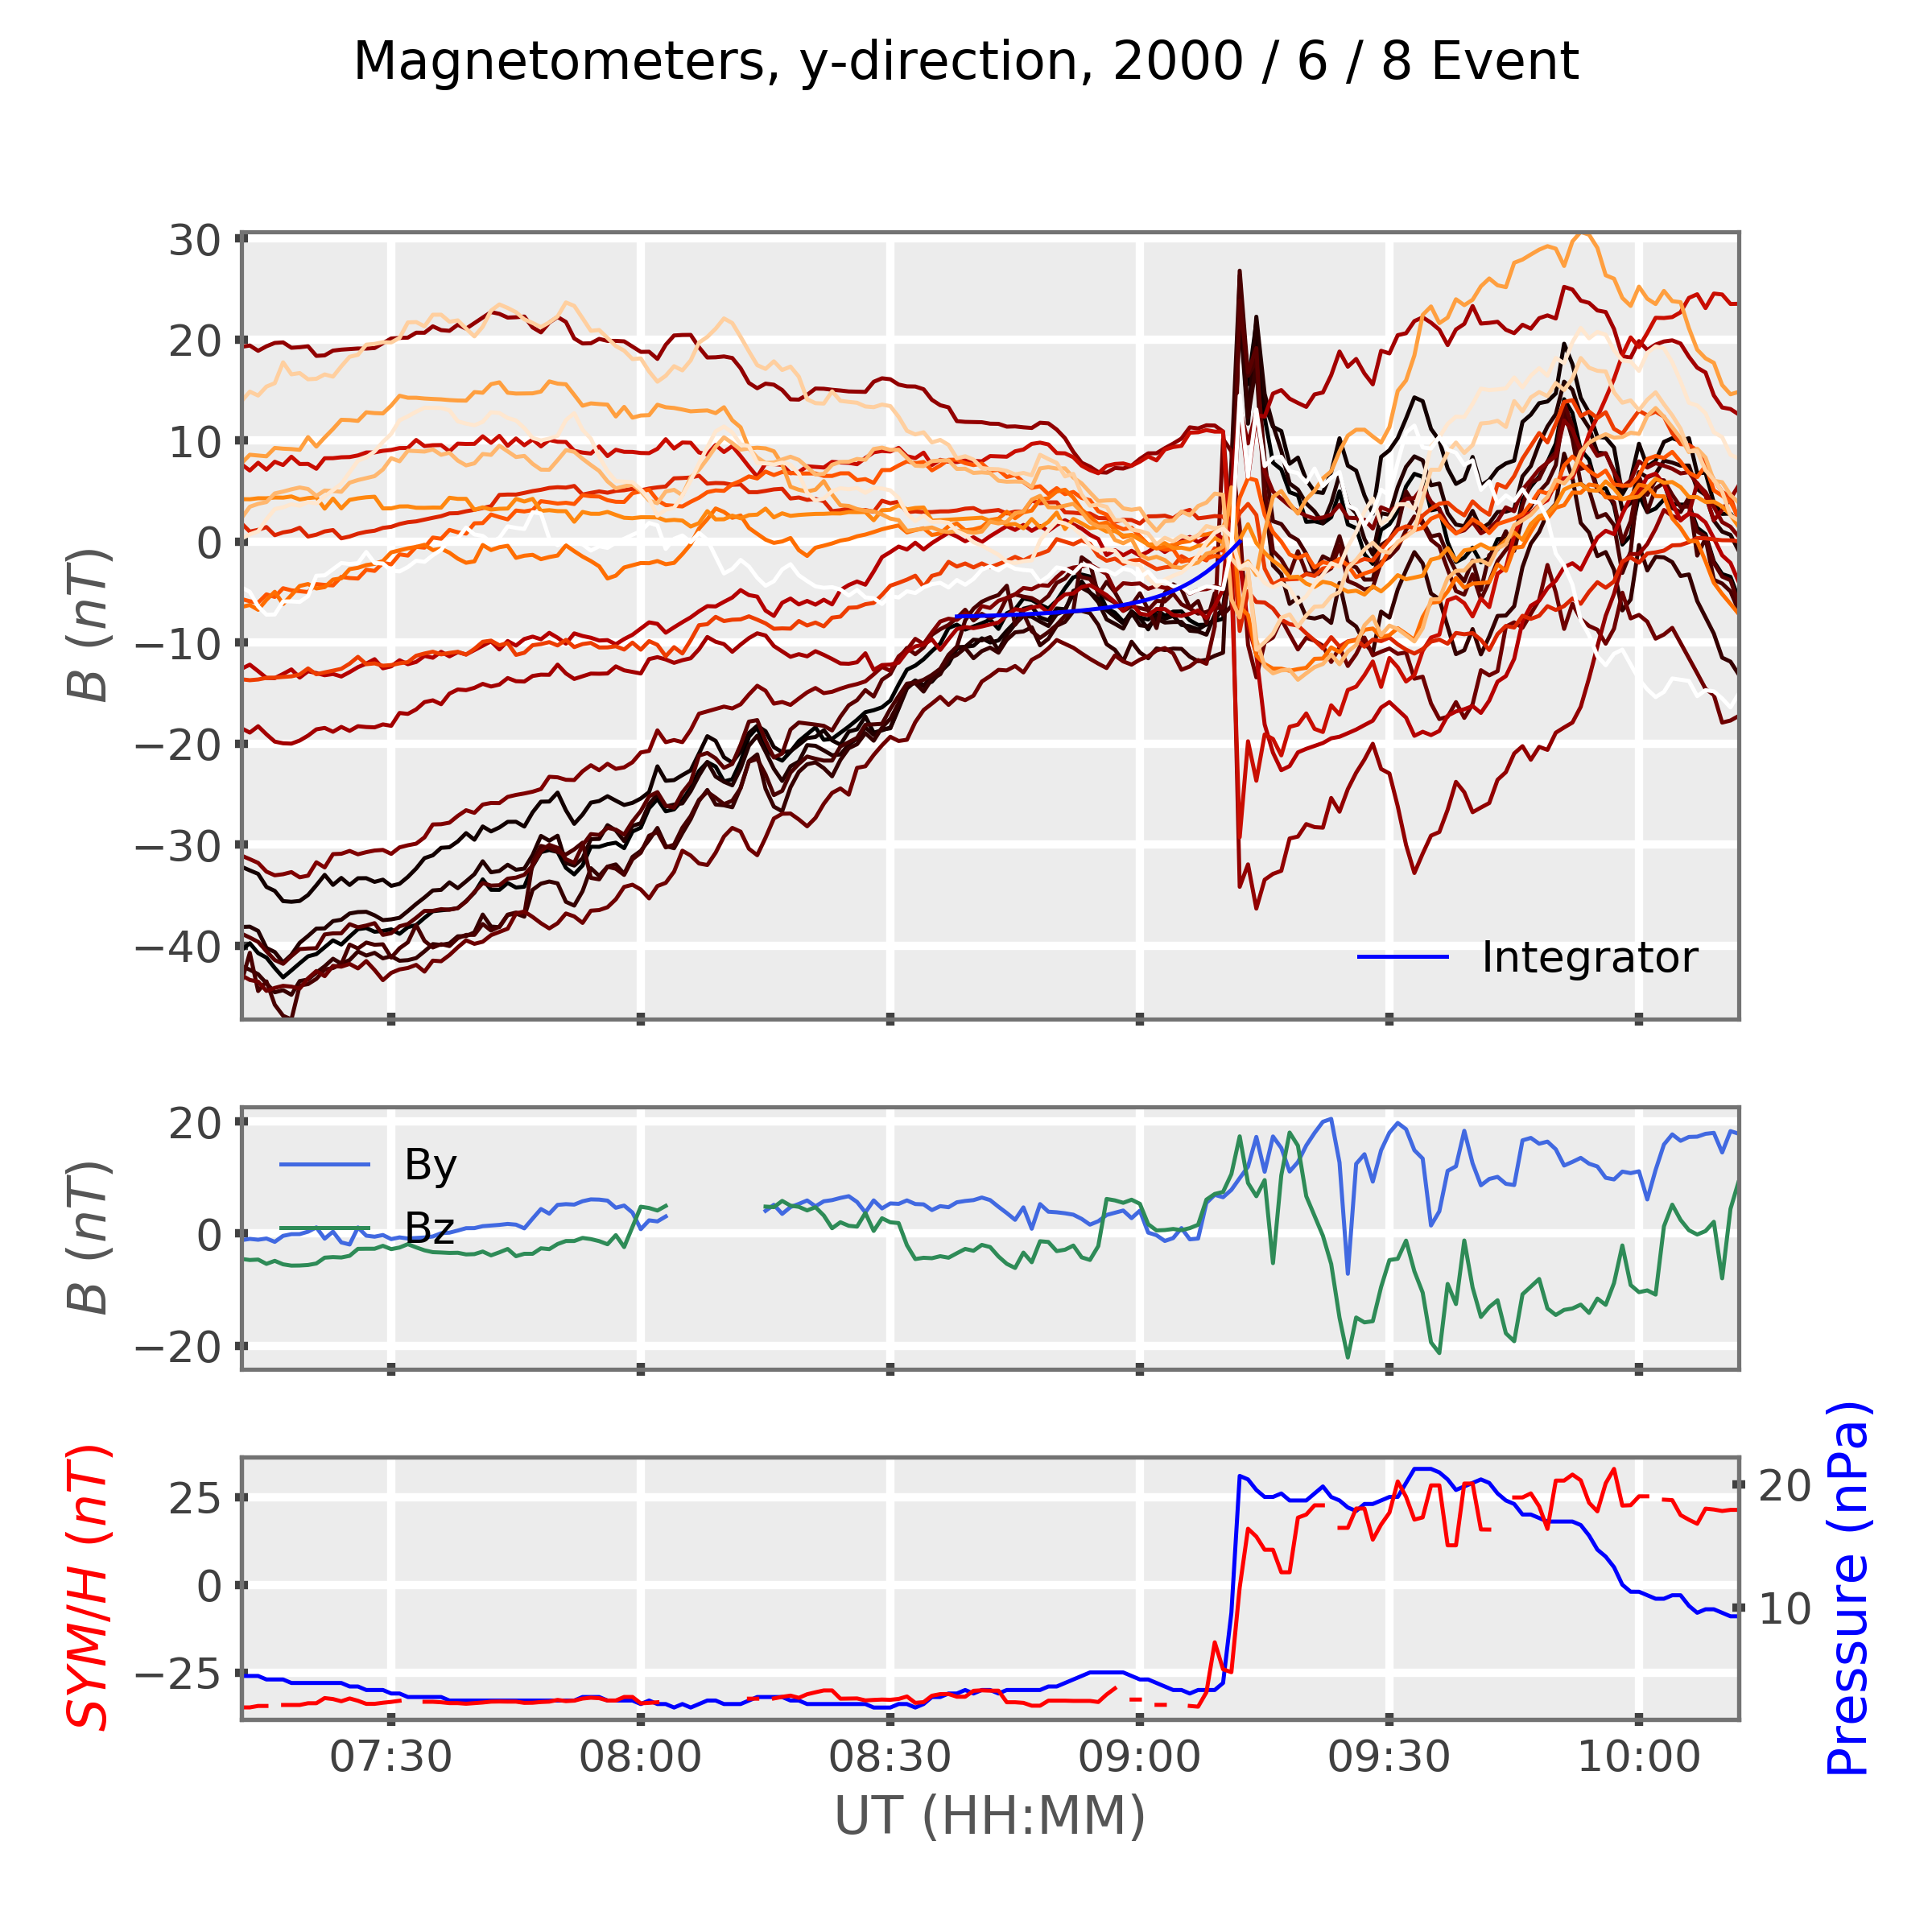 Magnetometers, y-direction, 2000 / 6 / 8 Event
30
20
10
0
−10
−20
−30
−40
B (nT)
Integrator
20
0
−20
B (nT)
By
Bz
25
0
−25
SYM/H (nT)
20
10
Pressure (nPa)
07:30 08:00 08:30 09:00 09:30 10:00
UT (HH:MM)